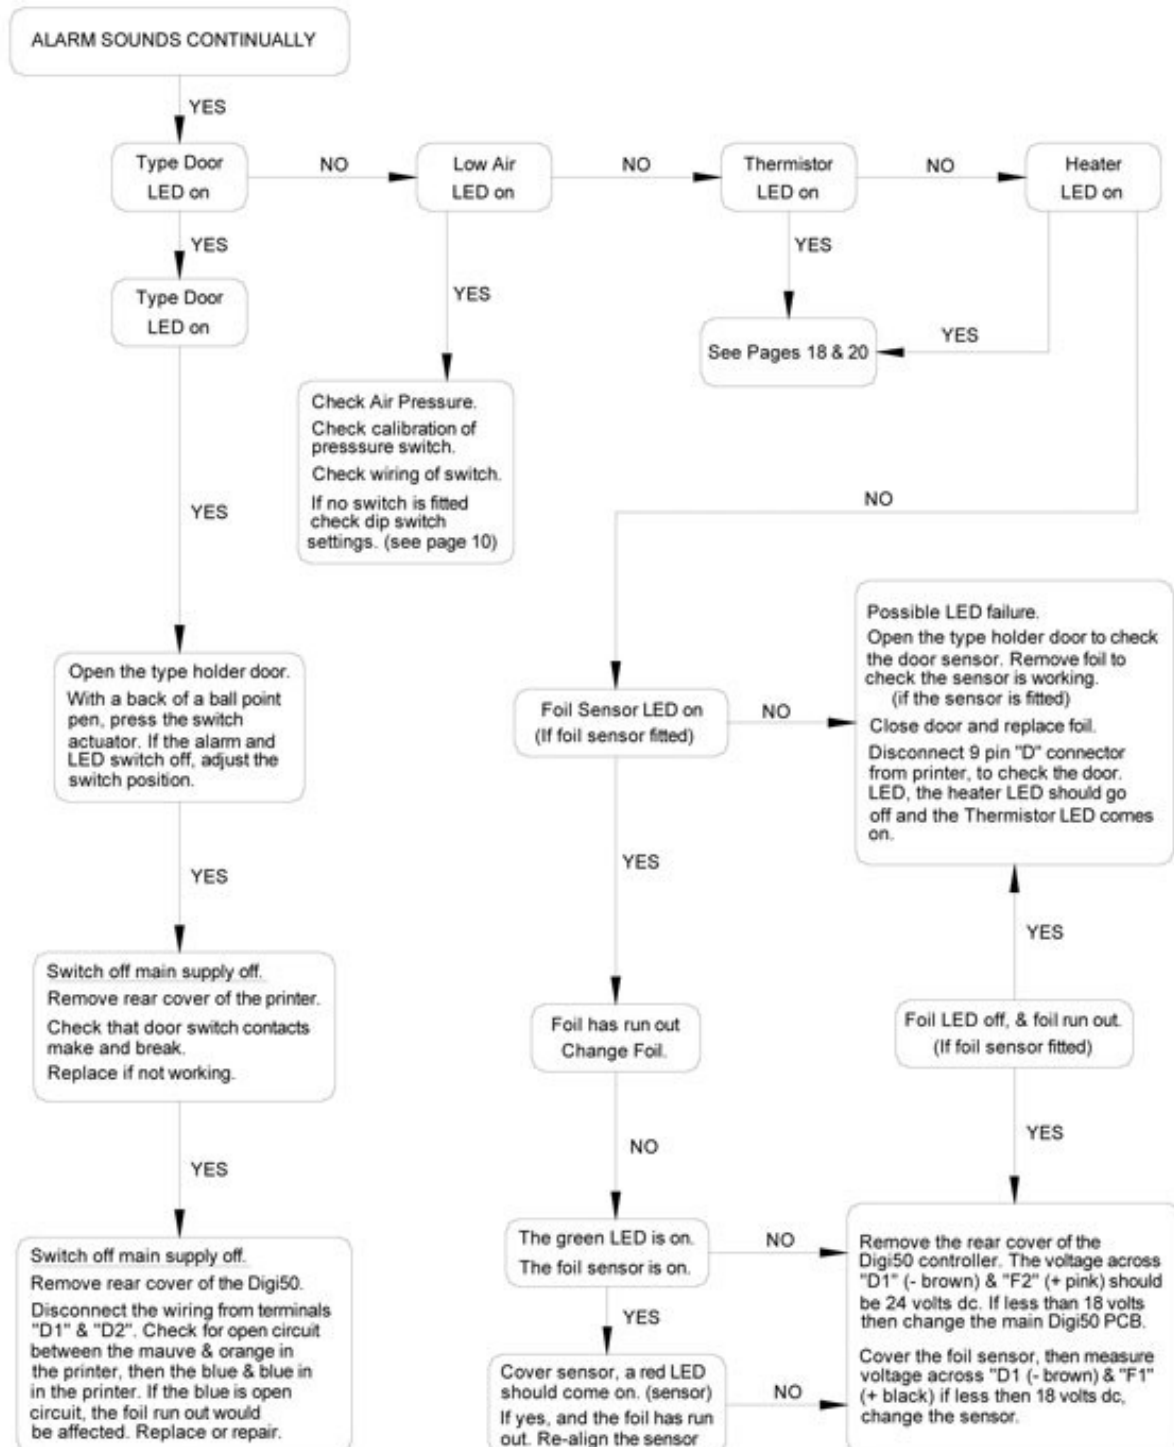 ALARM SOUNDS CONTINUALLY
YES
Type Door
LED on
NO
Low Air
LED on
NO
Thermistor
LED on
NO
Heater
LED on
YES
Type Door
LED on
YES
YES
See Pages 18 & 20
YES
Check Air Pressure.
Check calibration of
presssure switch.
Check wiring of switch.
If no switch is fitted
check dip switch
settings. (see page 10)
YES
NO
Open the type holder door.
With a back of a ball point
pen, press the switch
actuator. If the alarm and
LED switch off, adjust the
switch position.
Foil Sensor LED on
(If foil sensor fitted)
NO
Possible LED failure.
Open the type holder door to check
the door sensor. Remove foil to
check the sensor is working.
(if the sensor is fitted)
Close door and replace foil.
Disconnect 9 pin "D" connector
from printer, to check the door.
LED, the heater LED should go
off and the Thermistor LED comes
on.
YES
YES
YES
Switch off main supply off.
Remove rear cover of the printer.
Check that door switch contacts
make and break.
Replace if not working.
Foil has run out
Change Foil.
Foil LED off, & foil run out.
(If foil sensor fitted)
YES
NO
YES
Switch off main supply off.
Remove rear cover of the Digi50.
Disconnect the wiring from terminals
"D1" & "D2". Check for open circuit
between the mauve & orange in
the printer, then the blue & blue in
in the printer. If the blue is open
circuit, the foil run out would
be affected. Replace or repair.
The green LED is on.
The foil sensor is on.
NO
YES
Cover sensor, a red LED
should come on. (sensor)
If yes, and the foil has run
out. Re-align the sensor
NO
Remove the rear cover of the
Digi50 controller. The voltage across
"D1" (- brown) & "F2" (+ pink) should
be 24 volts dc. If less than 18 volts
then change the main Digi50 PCB.
Cover the foil sensor, then measure
voltage across "D1 (- brown) & "F1"
(+ black) if less then 18 volts dc,
change the sensor.